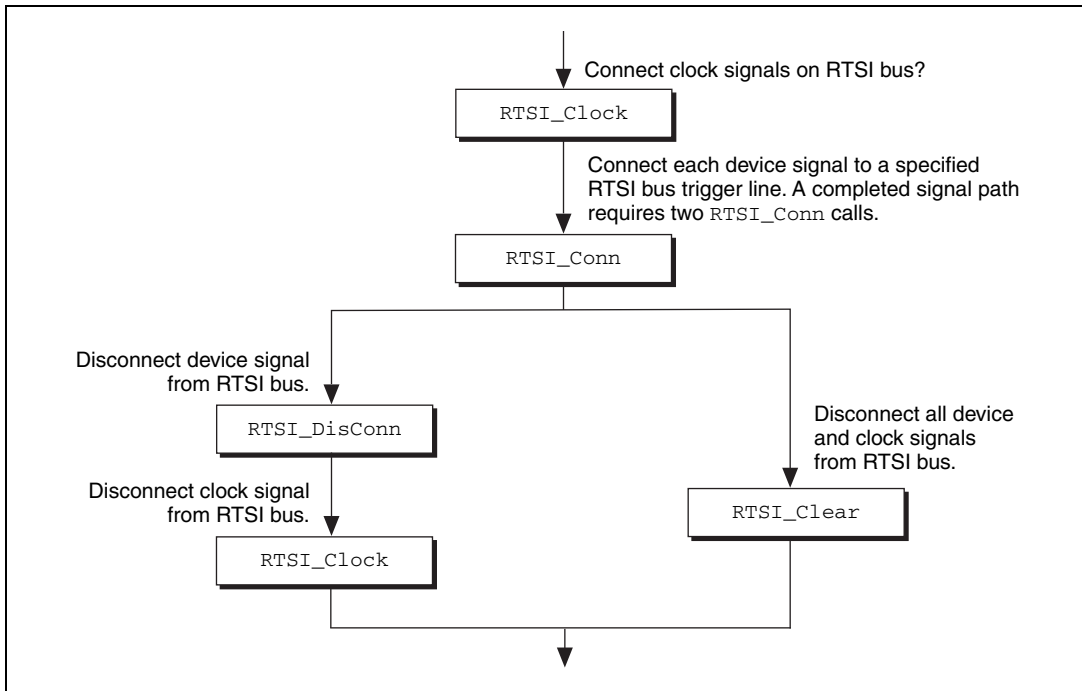 Connect clock signals on RTSI bus?
RTSI_Clock
Connect each device signal to a specified
RTSI bus trigger line. A completed signal path
requires two RTSI_Conn calls.
RTSI_Conn
Disconnect device signal
from RTSI bus.
RTSI_DisConn
Disconnect clock signal
from RTSI bus.
RTSI_Clock
Disconnect all device
and clock signals
from RTSI bus.
RTSI_Clear